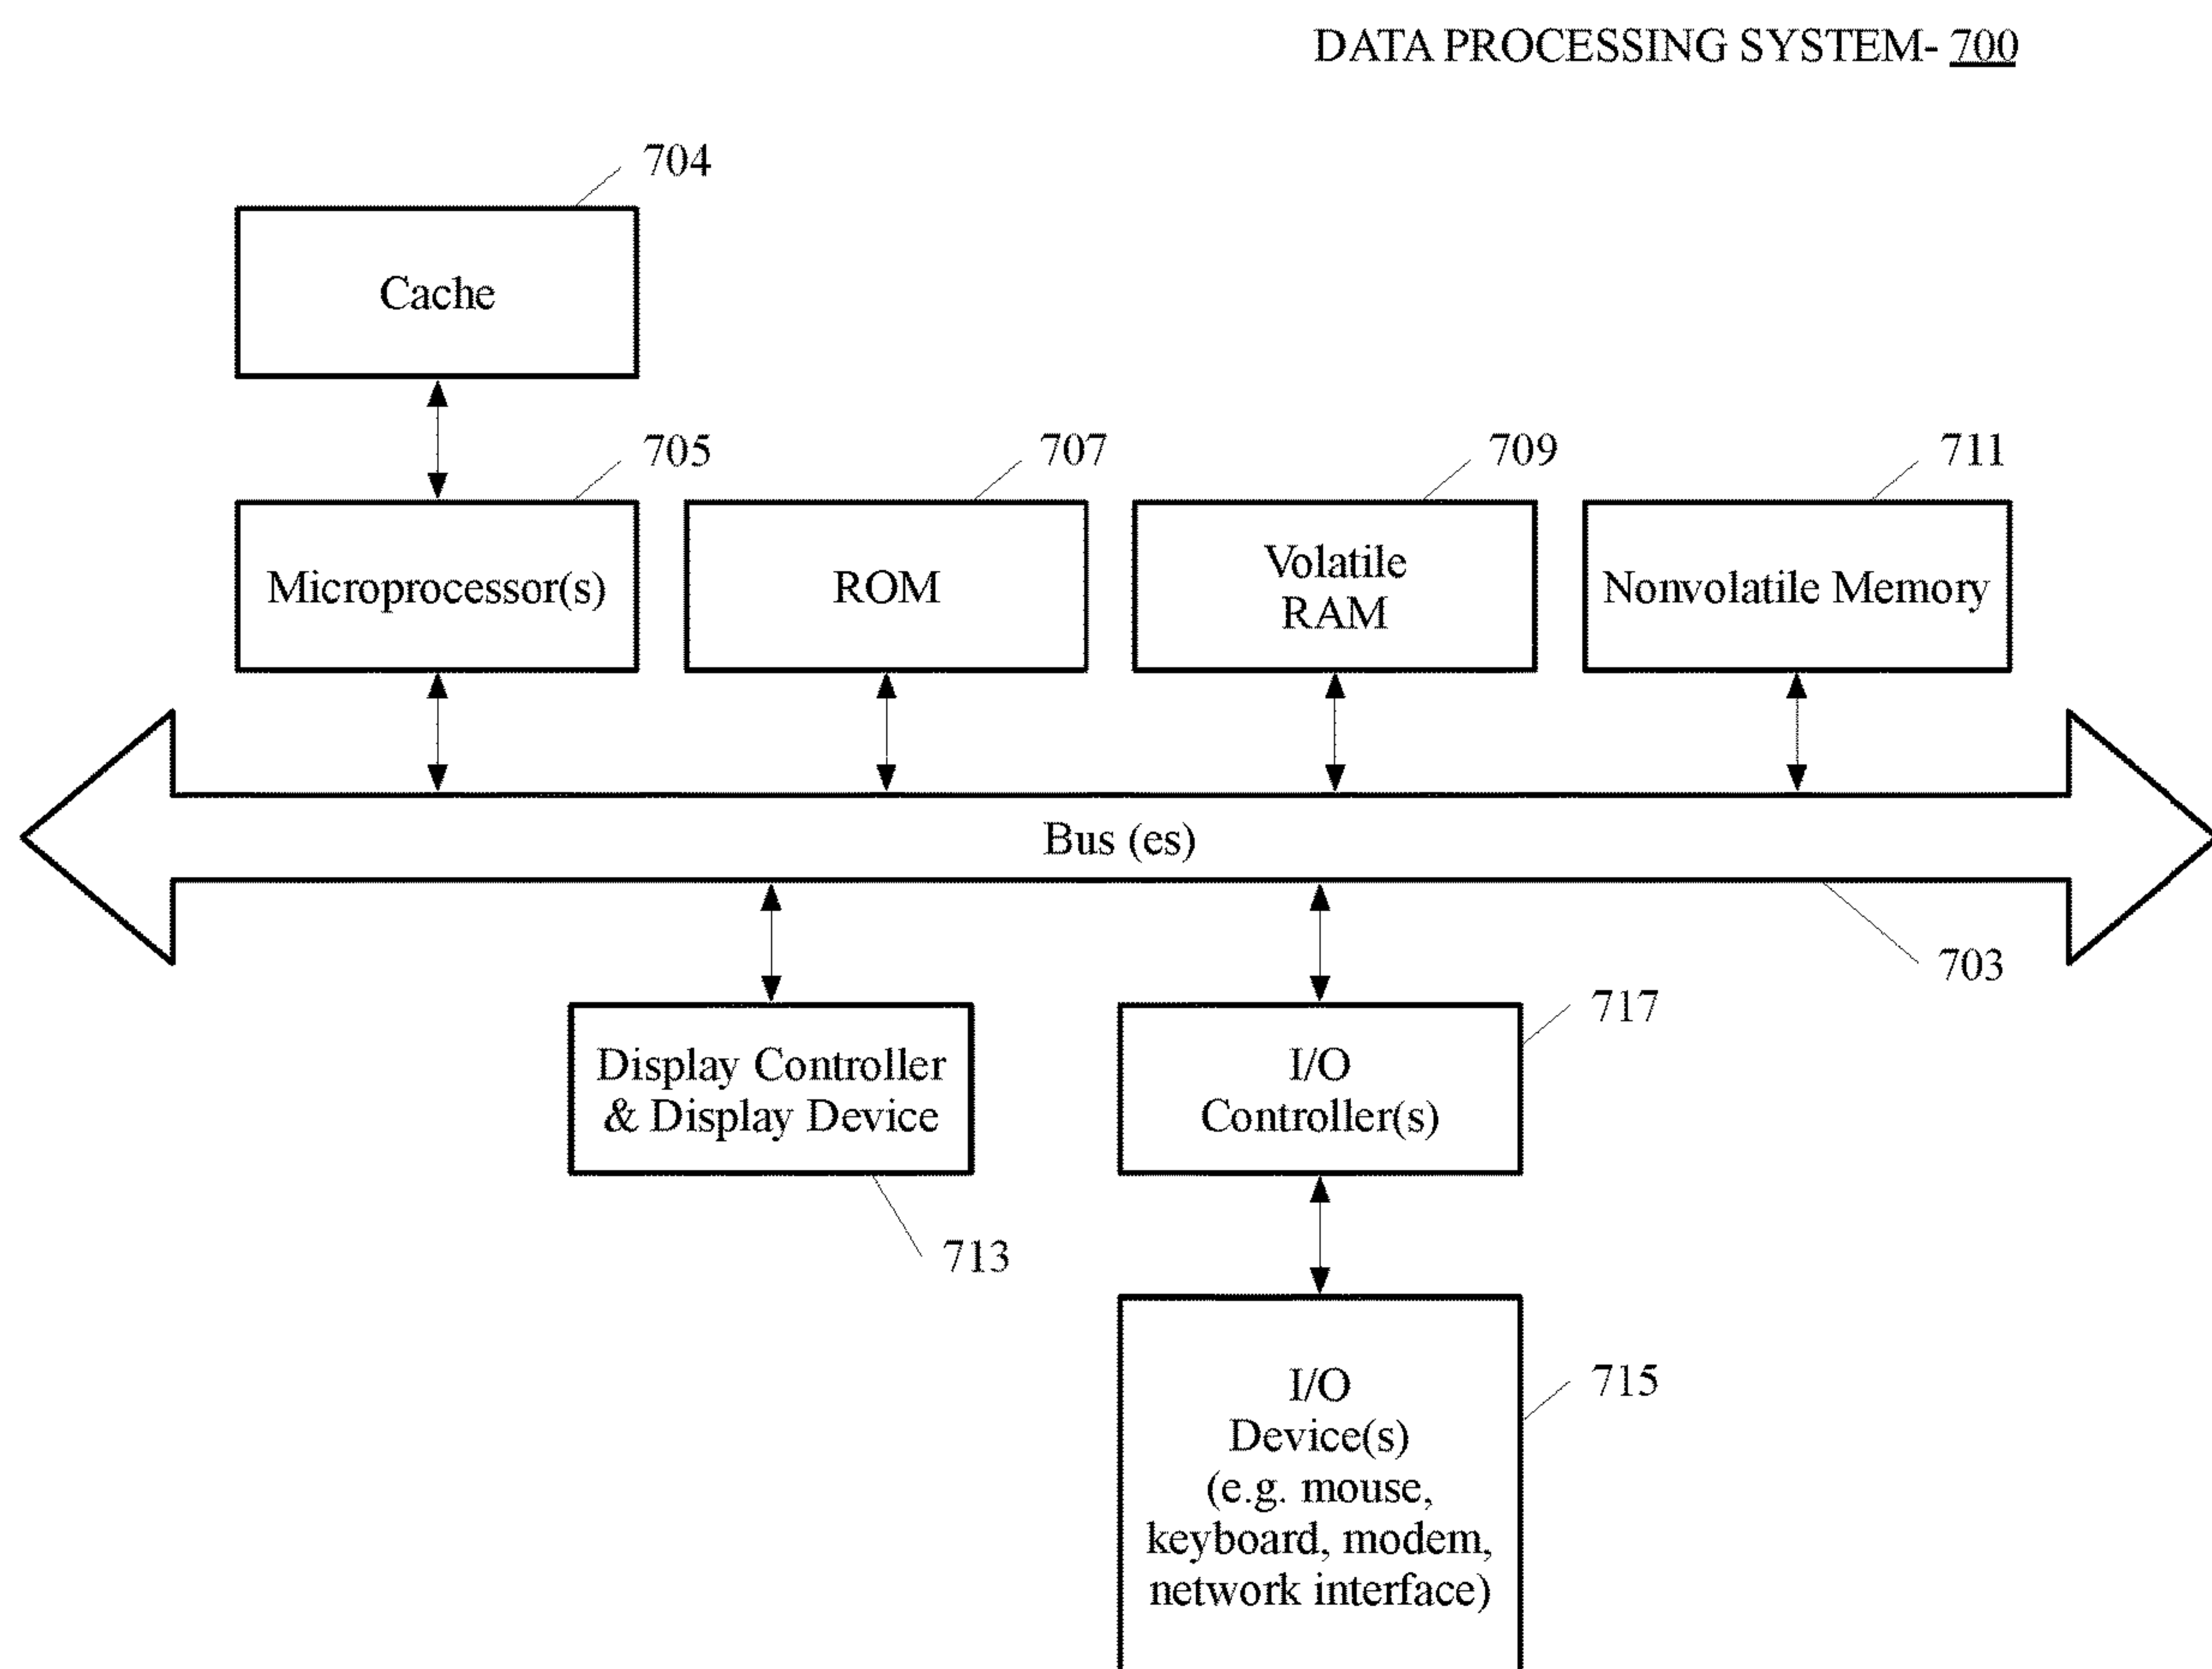 DATA PROCESSING SYSTEM- 700
704
Cache
705
707
709
711
Microprocessor(s)
ROM
Volatile
RAM
Nonvolatile Memory
Bus (es)
703
717
Display Controller
& Display Device
I/O
Controller(s)
713
715
I/O
Device(s)
(e.g. mouse,
keyboard, modem,
network interface)